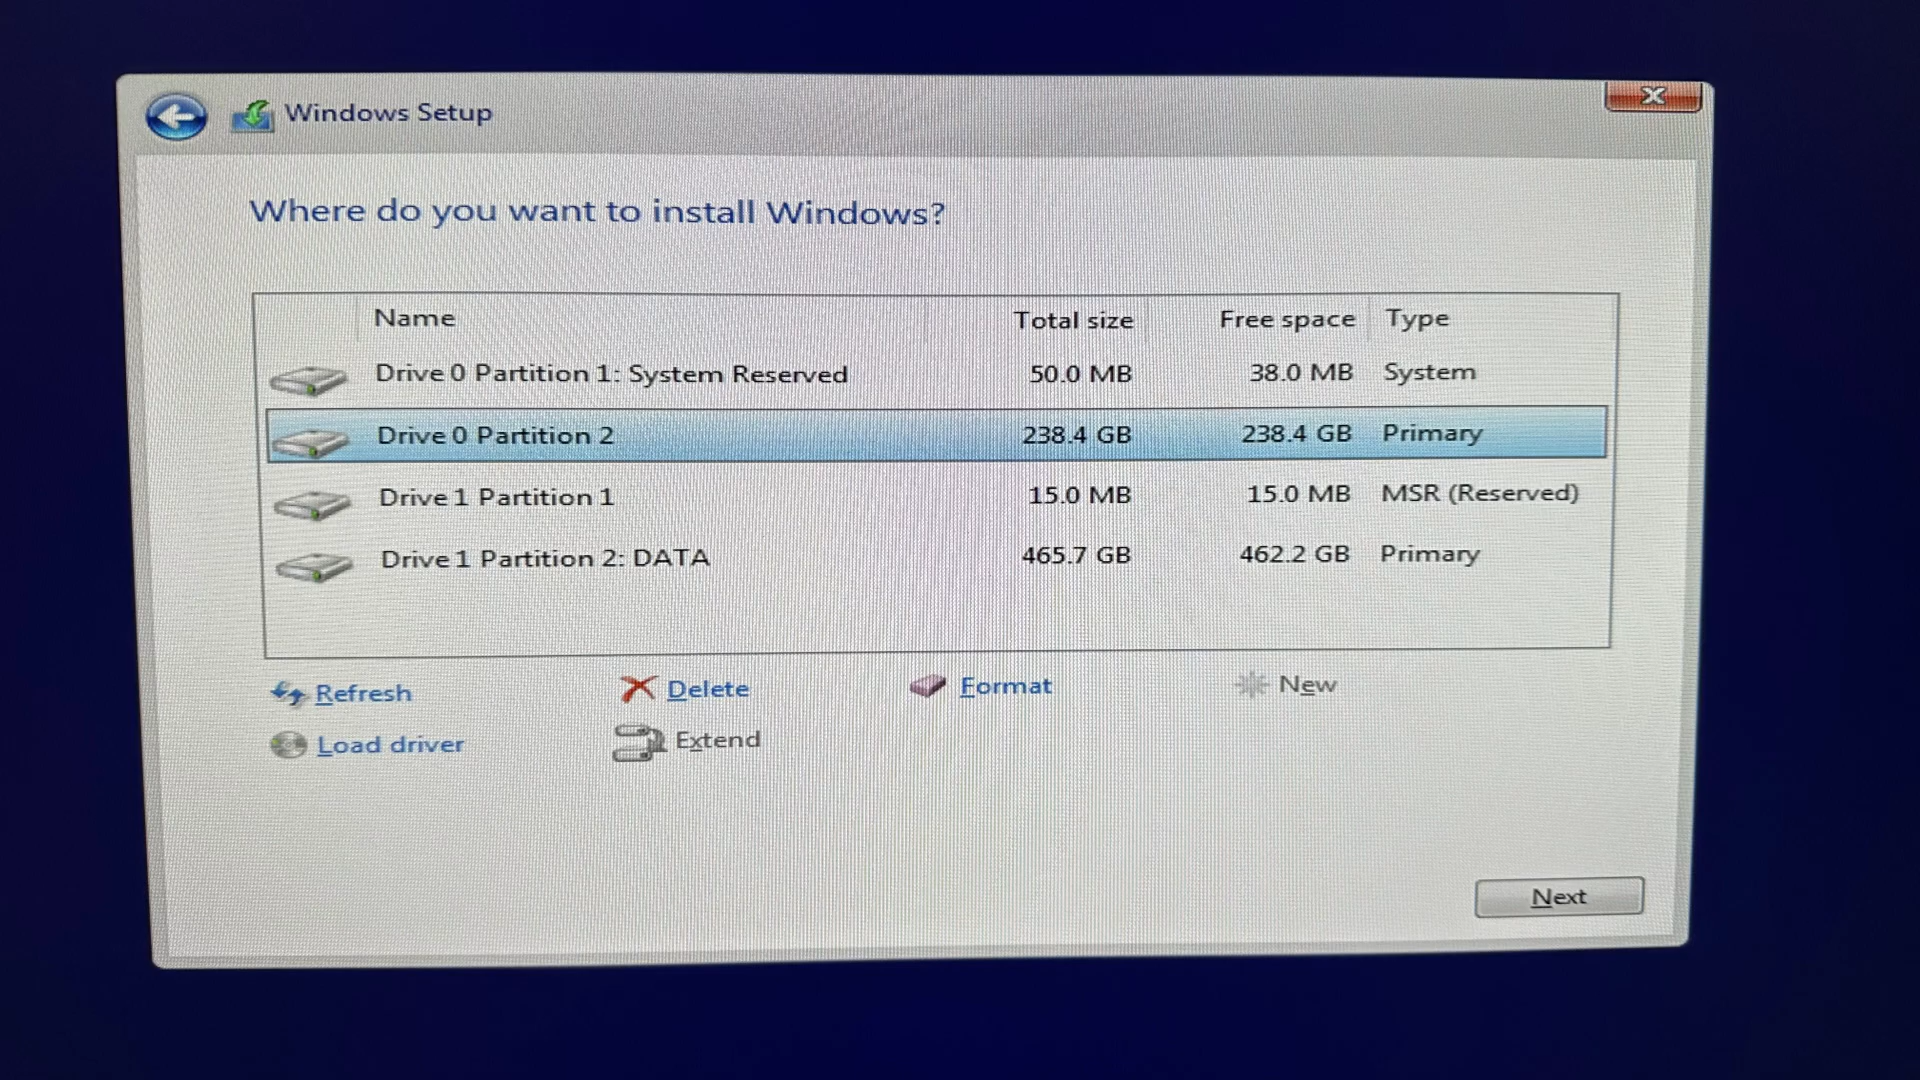 Windows Setup
Where do you want to install Windows?
Name Total size Free space Type
Drive 0 Partition 1: System Reserved 50.0 MB 38.0 MB System
Drive 0 Partition 2 238.4 GB 238.4 GB Primary
Drive 1 Partition 1 15.0 MB 15.0 MB MSR (Reserved)
Drive 1 Partition 2: DATA 465.7 GB 462.2 GB Primary
Refresh Delete Format New
Load driver Extend
Next